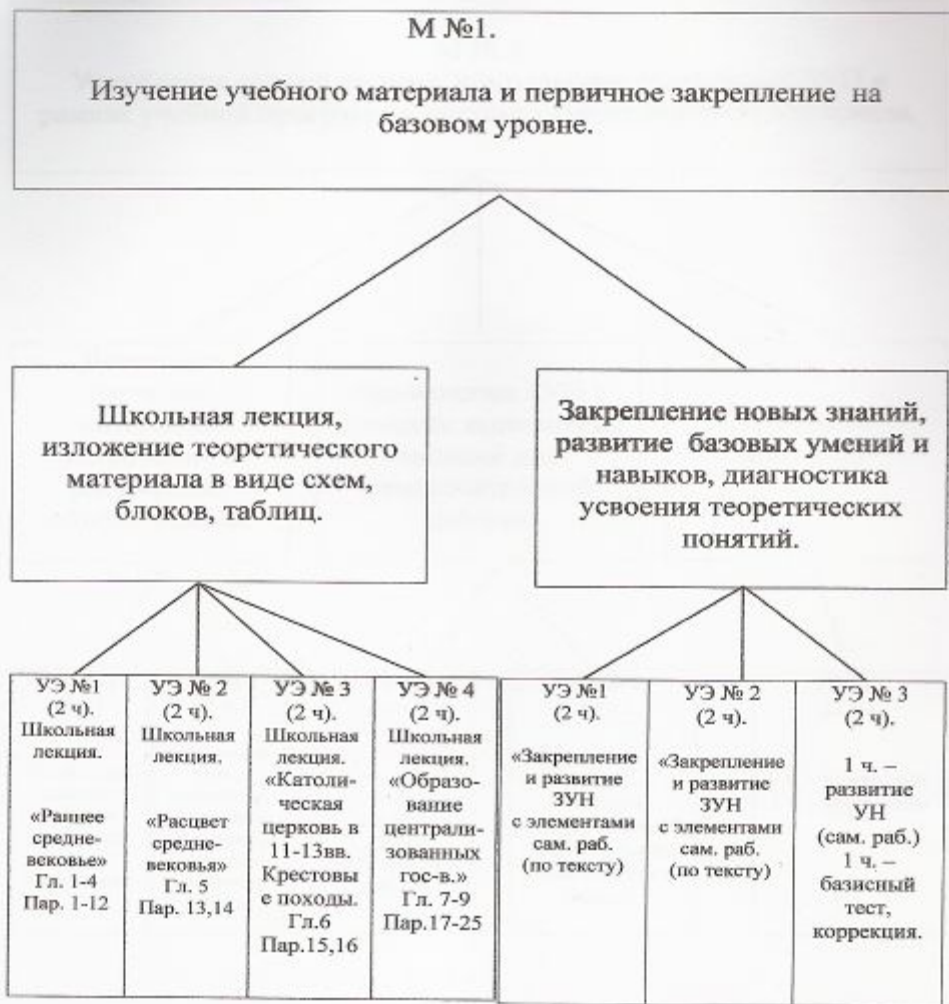 М №1.
Изучение учебного материала и первичное закрепление на
базовом уровне.
Школьная лекция,
изложение теоретического
материала в виде схем,
блоков, таблиц.
Закрепление новых знаний,
развитие базовых умений и
навыков, диагностика
усвоения теоретических
понятий.
УЭ №1
(2 ч).
Школьная
лекция.
«Раннее
средне-
вековье»
Гл. 1-4
Пар. 1-12
УЭ № 2
(2 ч).
Школьная
лекция.
«Расцвет
средне-
вековья»
Гл. 5
Пар. 13,14
УЭ № 3
(2 ч).
Школьная
лекция.
«Католи-
ческая
церковь в
11-13вв.
Крестовы
е походы.
Гл.6
Пар.15,16
УЭ № 4
(2 ч).
Школьная
лекция.
«Образо-
вание
централи-
зованных
гос-в.»
Гл. 7-9
Пар.17-25
УЭ №1
(2 ч).
«Закрепление
и развитие
ЗУН
с элементами
сам. раб.
(по тексту)
УЭ № 2
(2 ч).
«Закрепление
и развитие
ЗУН
с элементами
сам. раб.
(по тексту)
УЭ № 3
(2 ч).
1 ч. –
развитие
УН
(сам. раб.)
1 ч. –
базисный
тест,
коррекция.